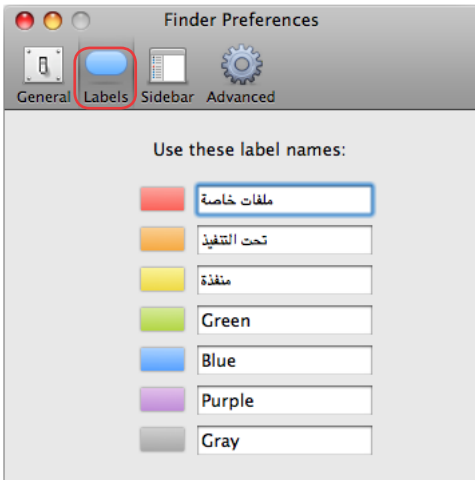 Finder Preferences
General Labels Sidebar Advanced
Use these label names:
ملفات خاصة
تحت التنفيذ
منفذة
Green
Blue
Purple
Gray